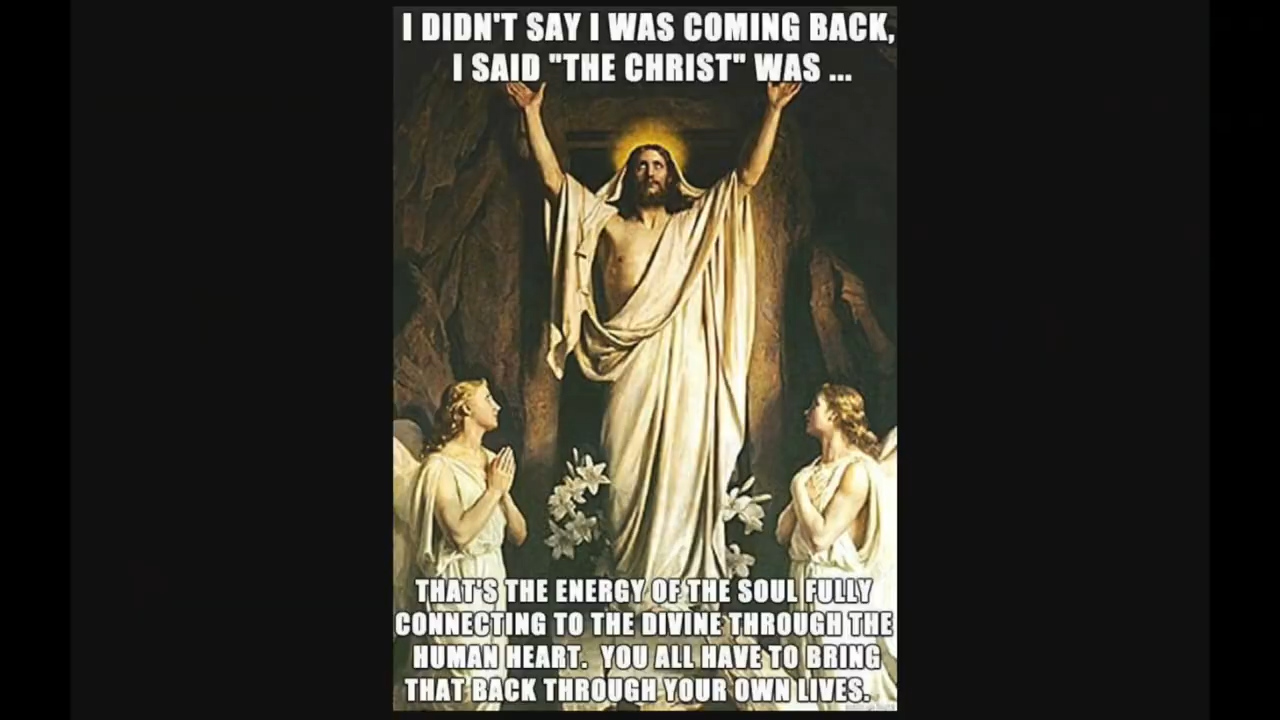 I DIDN'T SAY I WAS COMING BACK,
I SAID "THE CHRIST" WAS ...
THAT'S THE ENERGY OF THE SOUL FULLY
CONNECTING TO THE DIVINE THROUGH THE
HUMAN HEART. YOU ALL HAVE TO BRING
THAT BACK THROUGH YOUR OWN LIVES.